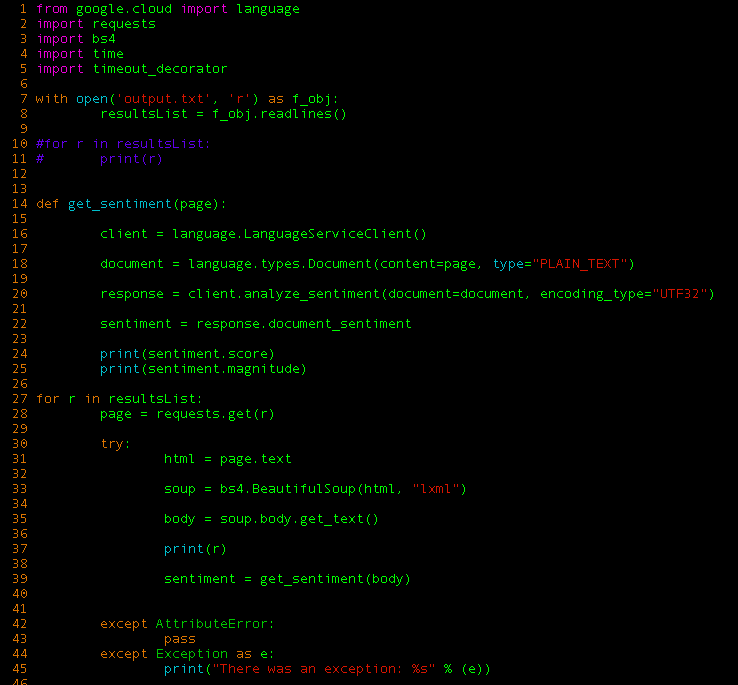 1 from google.cloud import language
2 import requests
3 import bs4
4 import time
5 import timeout_decorator
6
7 with open('output.txt', 'r') as f_obj:
8         resultsList = f_obj.readlines()
9
10 #for r in resultsList:
11 #       print(r)
12
13
14 def get_sentiment(page):
15
16         client = language.LanguageServiceClient()
17
18         document = language.types.Document(content=page, type="PLAIN_TEXT")
19
20         response = client.analyze_sentiment(document=document, encoding_type="UTF32")
21
22         sentiment = response.document_sentiment
23
24         print(sentiment.score)
25         print(sentiment.magnitude)
26
27 for r in resultsList:
28         page = requests.get(r)
29
30         try:
31                 html = page.text
32
33                 soup = bs4.BeautifulSoup(html, "lxml")
34
35                 body = soup.body.get_text()
36
37                 print(r)
38
39                 sentiment = get_sentiment(body)
40
41
42         except AttributeError:
43                 pass
44         except Exception as e:
45                 print("There was an exception: %s" % (e))
46